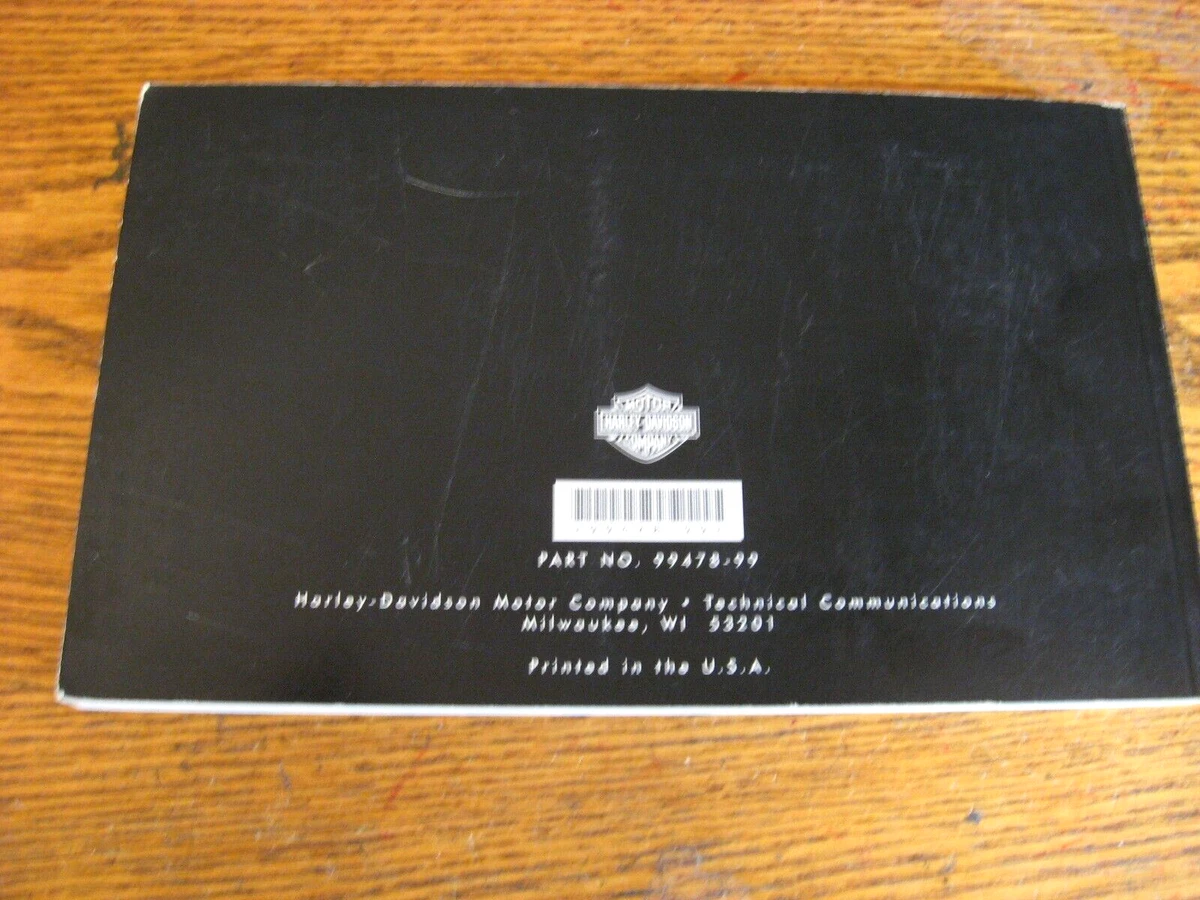 MOTOR
HARLEY-DAVIDSON
COMPANY
PART NO. 99478-99
Harley-Davidson Motor Company • Technical Communications
Milwaukee, WI 53201
Printed in the U.S.A.